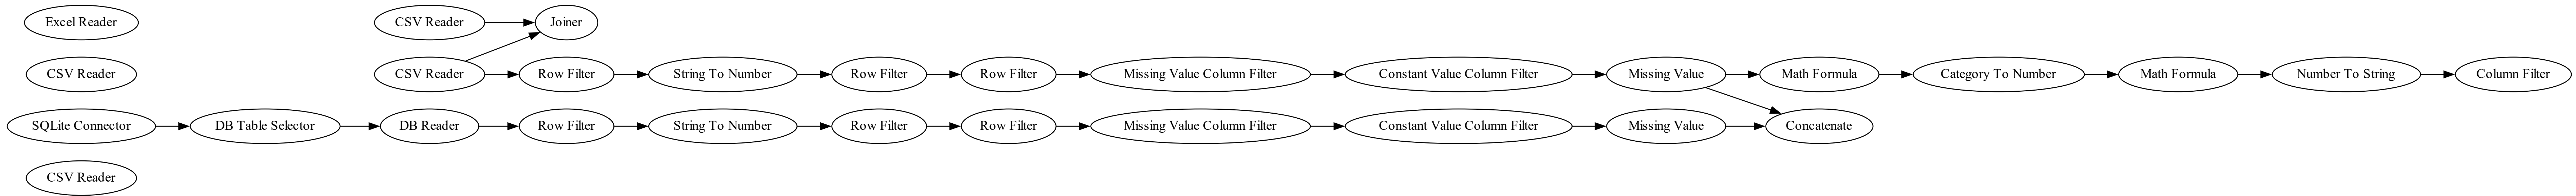 Excel Reader
CSV Reader
Joiner
CSV Reader
CSV Reader
Row Filter
String To Number
Row Filter
Row Filter
Missing Value Column Filter
Constant Value Column Filter
Missing Value
Math Formula
Category To Number
Math Formula
Number To String
Column Filter
SQLite Connector
DB Table Selector
DB Reader
Row Filter
String To Number
Row Filter
Row Filter
Missing Value Column Filter
Constant Value Column Filter
Missing Value
Concatenate
CSV Reader